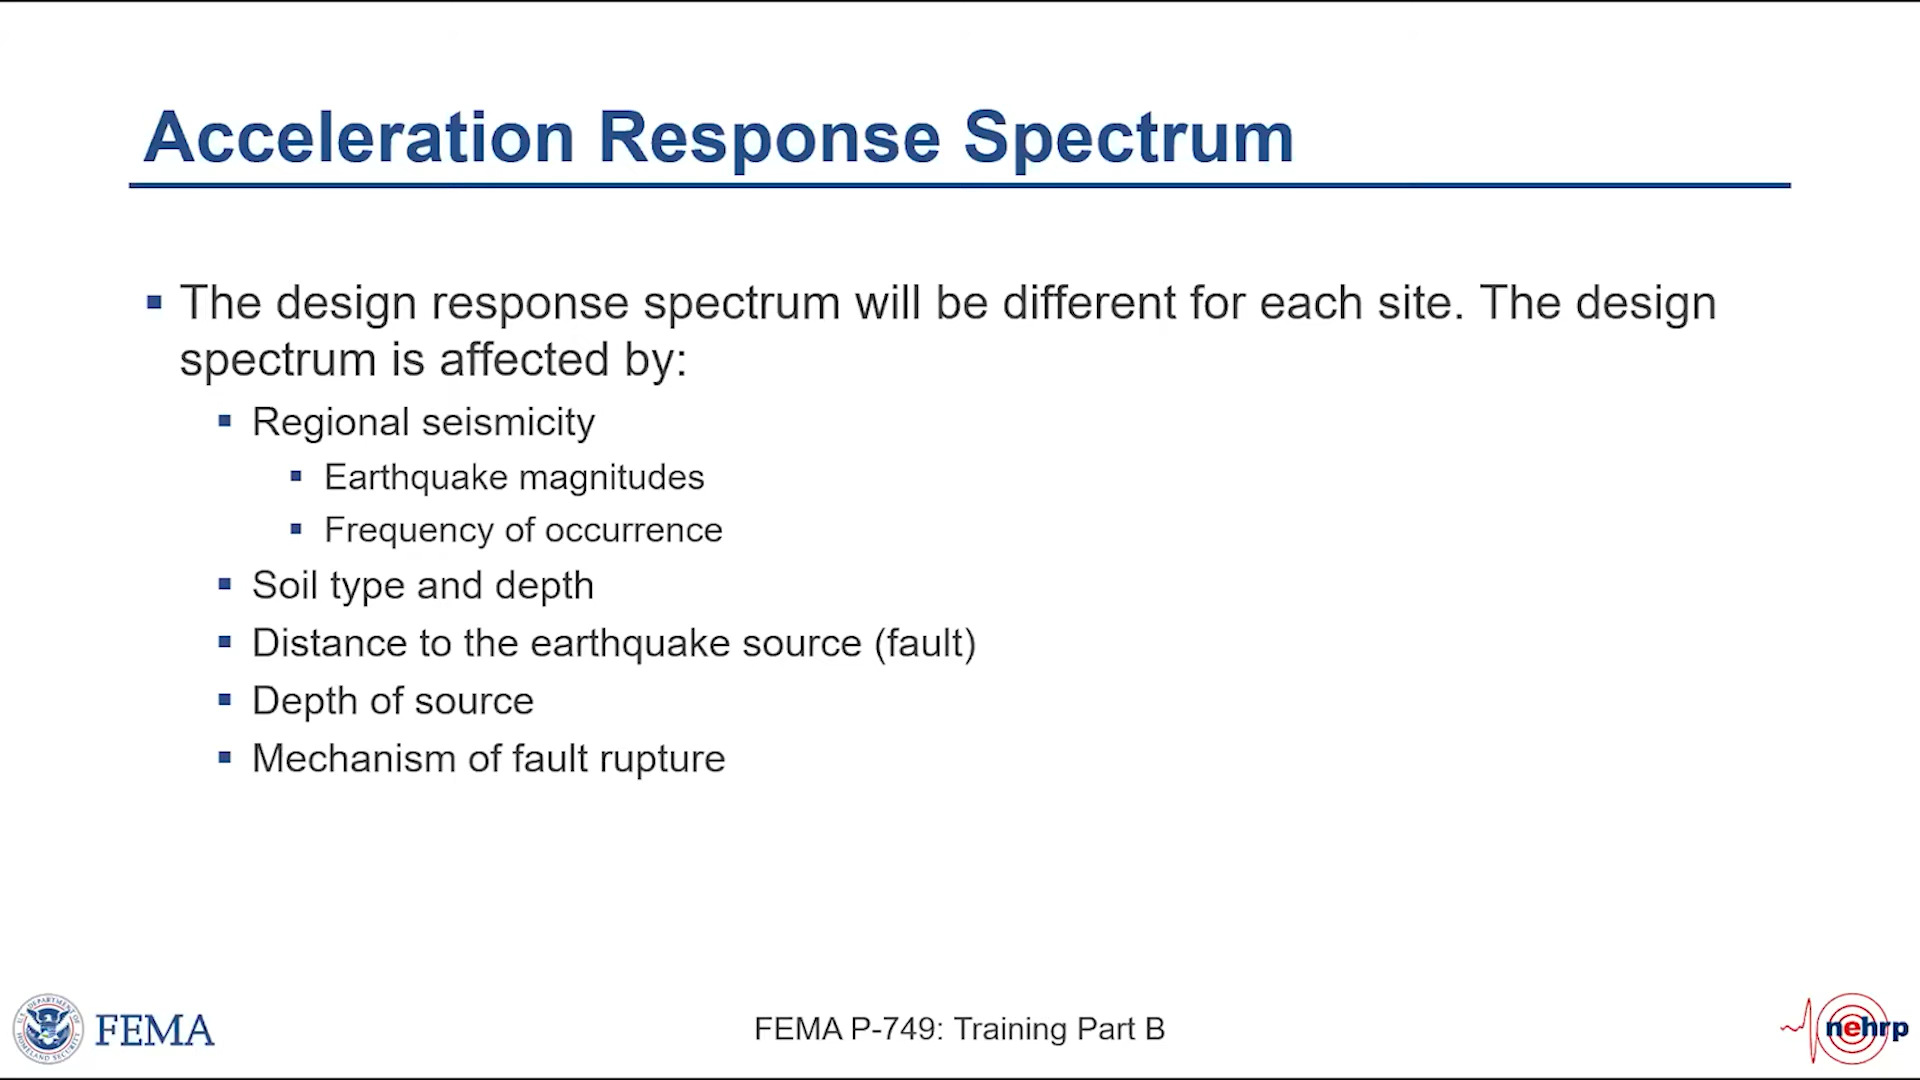 Acceleration Response Spectrum
The design response spectrum will be different for each site. The design
spectrum is affected by:
Regional seismicity
Earthquake magnitudes
Frequency of occurrence
Soil type and depth
Distance to the earthquake source (fault)
Depth of source
Mechanism of fault rupture
FEMA
FEMA P-749: Training Part B
nehrp